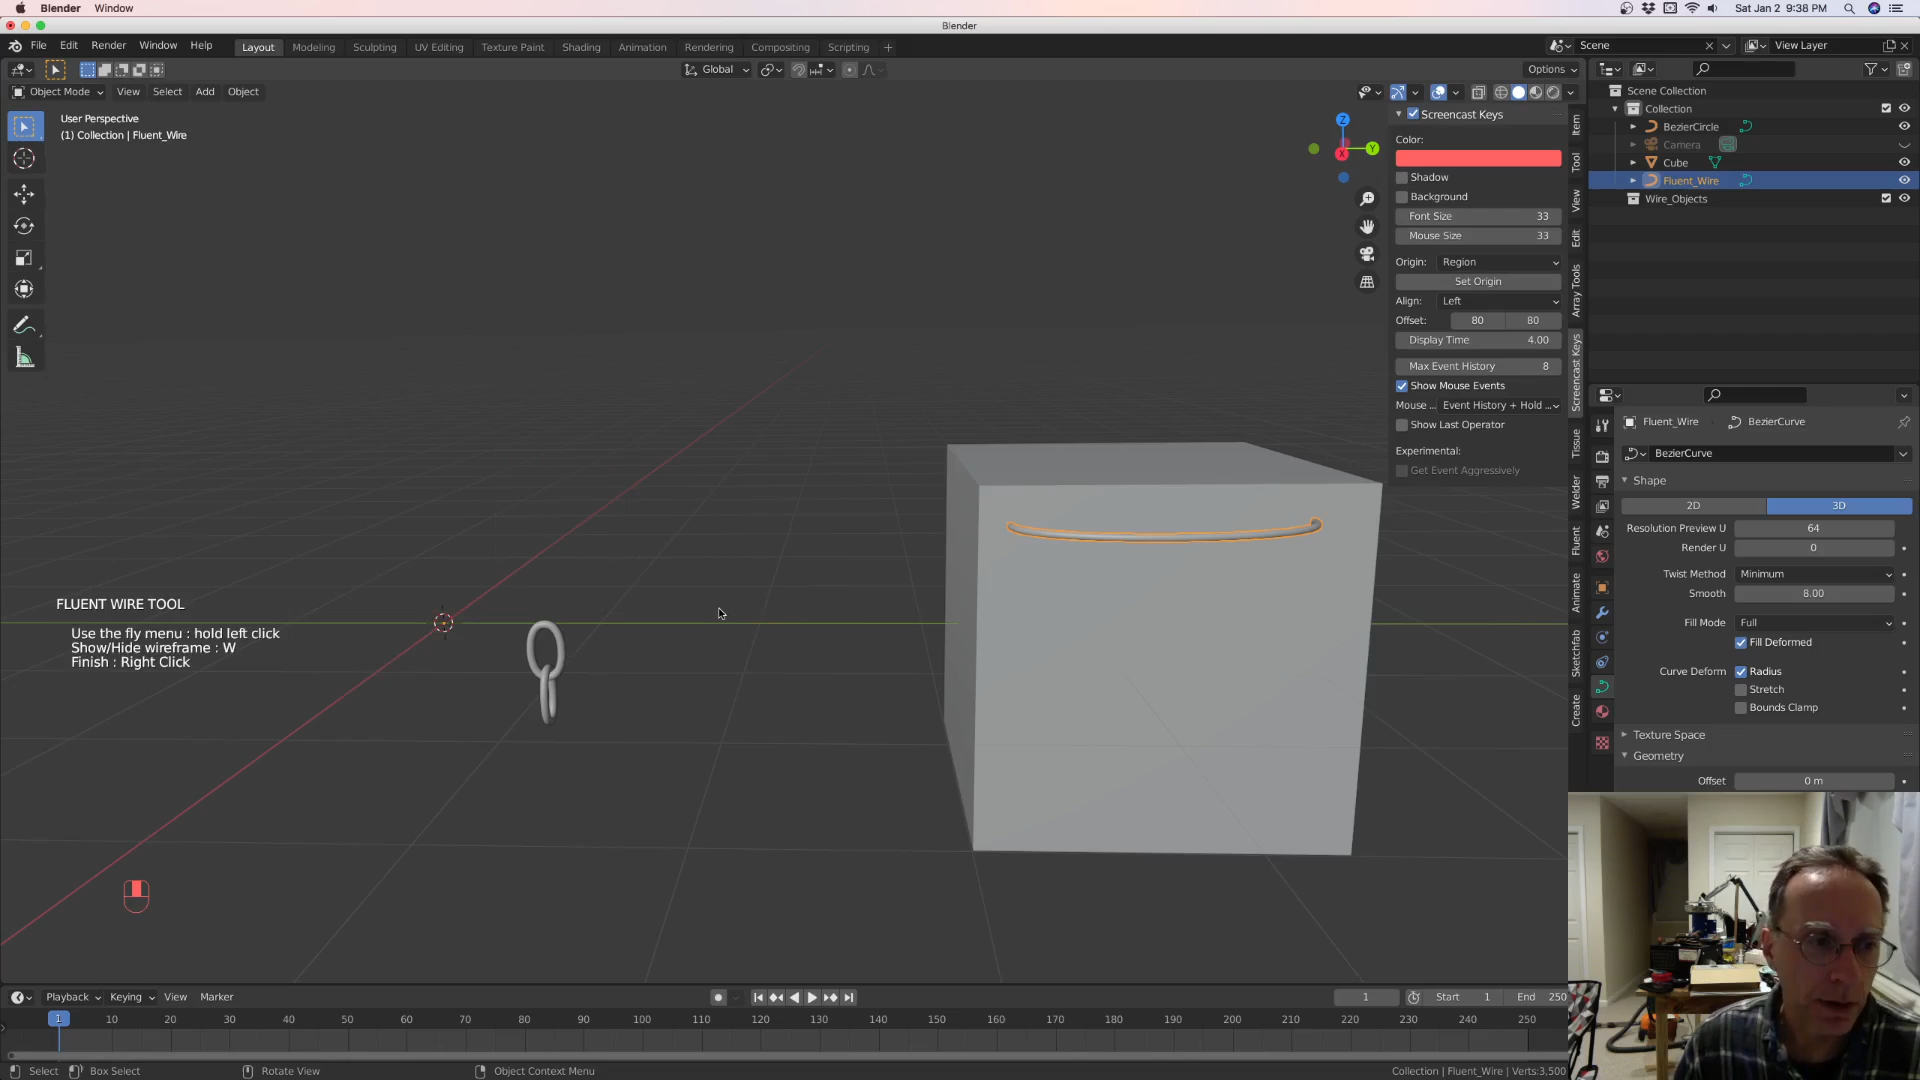 Blender Window
Sat Jan 2 9:38 PM
Blender
File Edit Render Window Help
Layout Modeling Sculpting UV Editing Texture Paint Shading Animation Rendering Compositing Scripting +
Scene
View Layer
Global
Options
Object Mode View Select Add Object
User Perspective
(1) Collection | Fluent_Wire
Z
Y
X
Screencast Keys
Color:
Shadow
Background
Font Size 33
Mouse Size 33
Origin: Region
Set Origin
Align: Left
Offset: 80 80
Display Time 4.00
Max Event History 8
Show Mouse Events
Mouse ... Event History + Hold ...
Show Last Operator
Experimental:
Get Event Aggressively
Item
Tool
View
Edit
Array Tools
Screencast Keys
Tissue
Welder
Fluent
Animate
Sketchfab
Create
Scene Collection
Collection
BezierCircle
Camera
Cube
Fluent_Wire
Wire_Objects
Fluent_Wire BezierCurve
BezierCurve
Shape
2D 3D
Resolution Preview U 64
Render U 0
Twist Method Minimum
Smooth 8.00
Fill Mode Full
Fill Deformed
Curve Deform Radius
Stretch
Bounds Clamp
Texture Space
Geometry
Offset 0 m
FLUENT WIRE TOOL
Use the fly menu : hold left click
Show/Hide wireframe : W
Finish : Right Click
Playback Keying View Marker
1 Start 1 End 250
1 10 20 30 40 50 60 70 80 90 100 110 120 130 140 150 160 170 180 190 200 210 220 230 240 250
Select Box Select Rotate View Object Context Menu
Collection | Fluent_Wire | Verts:3,500